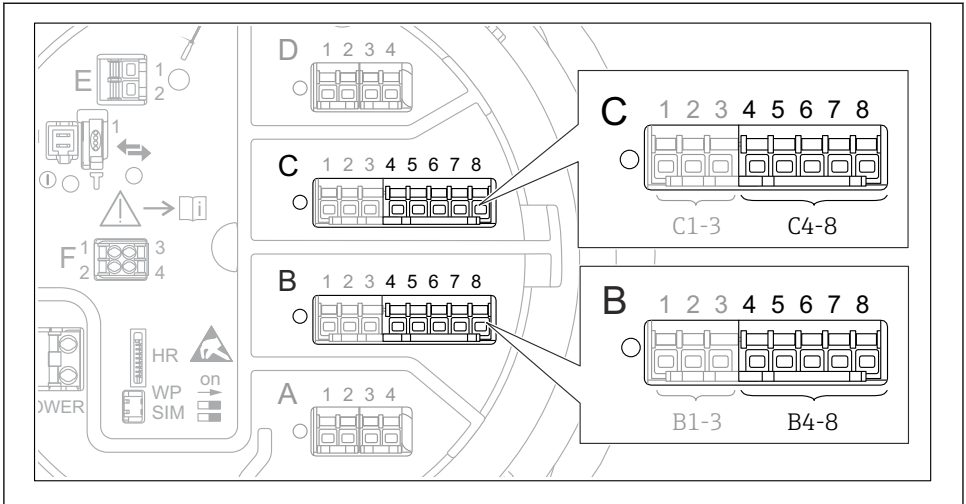 D 1 2 3 4
E 1
2
1
C 1 2 3 4 5 6 7 8
C 1 2 3 4 5 6 7 8
C1-3 C4-8
i
F 1 3
2 4
B 1 2 3 4 5 6 7 8
B 1 2 3 4 5 6 7 8
B1-3 B4-8
HR
on
WP
SIM
OWER
A 1 2 3 4